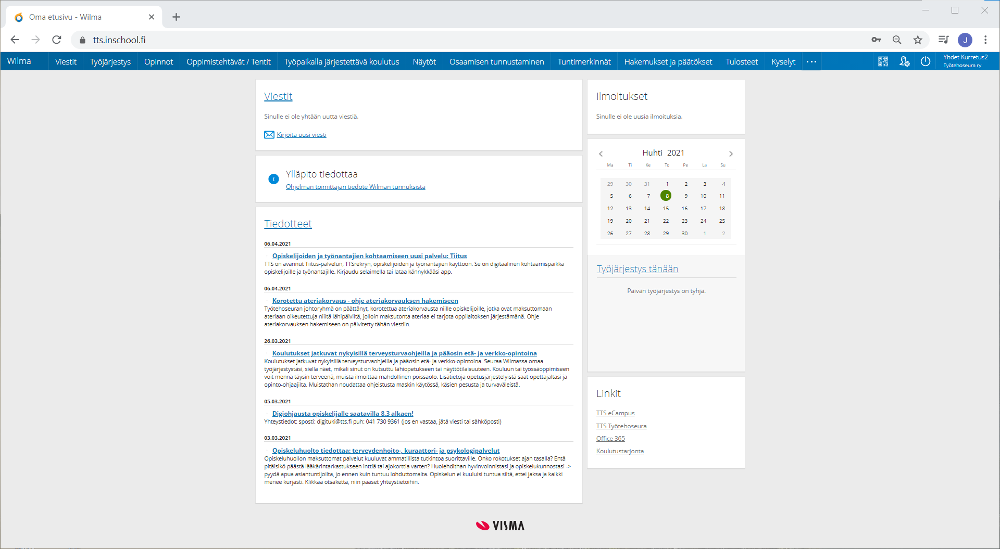 Oma etusivu - Wilma
tts.inschool.fi
J
Wilma
Viestit
Työjärjestys
Opinnot
Oppimistehtävät / Tentit
Työpaikalla järjestettävä koulutus
Näytöt
Osaamisen tunnustaminen
Tuntimerkinnät
Hakemukset ja päätökset
Tulosteet
Kyselyt
Yhdet Kurretus2
Työtehoseura ry
Viestit
Sinulle ei ole yhtään uutta viestiä.
Kirjoita uusi viesti
Ylläpito tiedottaa
Ohjelman toimittajan tiedote Wilman tunnuksista
Tiedotteet
06.04.2021
Opiskelijoiden ja työnantajien kohtaamiseen uusi palvelu: Tiitus
TTS on avannut Tiitus-palvelun, TTSrekryn, opiskelijoiden ja työnantajien käyttöön. Se on digitaalinen kohtaamispaikka
opiskelijoille ja työnantajille. Kirjaudu selaimella tai lataa kännykkääsi app.
06.04.2021
Korotettu ateriakorvaus - ohje ateriakorvauksen hakemiseen
Työtehoseuran johtoryhmä on päättänyt, korotettua ateriakorvausta niille opiskelijoille, jotka ovat maksuttomaan
ateriaan oikeutettuja niiltä lähipäiviltä, jolloin maksutonta ateriaa ei tarjota oppilaitoksen järjestämänä. Ohje
ateriakorvauksen hakemiseen on päivitetty tähän viestiin.
26.03.2021
Koulutukset jatkuvat nykyisillä terveysturvaohjeilla ja pääosin etä- ja verkko-opintoina
Koulutukset jatkuvat nykyisillä terveysturvaohjeilla ja pääosin etä- ja verkko-opintoina. Seuraa Wilmassa omaa
työjärjestystäsi, siellä näet, mikäli sinut on kutsuttu lähiopetukseen tai näyttötilaisuuteen. Kouluun tai työssäoppimiseen
voit mennä täysin terveenä, muista ilmoittaa mahdollinen poissaolo. Lisätietoja opetusjärjestelyistä saat opettajaltasi ja
opinto-ohjaajilta. Muistathan noudattaa ohjeistusta maskin käytössä, käsien pesusta ja turvaväleistä.
05.03.2021
Digiohjausta opiskelijalle saatavilla 8.3 alkaen!
Yhteystiedot: sposti: digituki@tts.fi puh: 041 730 9361 (jos en vastaa, jätä viesti tai sähköposti)
03.03.2021
Opiskeluhuolto tiedottaa: terveydenhoito-, kuraattori- ja psykologipalvelut
Opiskeluhuollon maksuttomat palvelut kuuluvat ammatillista tutkintoa suorittaville. Onko rokotukset ajan tasalla? Entä
pitäisikö päästä lääkärintarkastukseen inttiä tai ajokorttia varten? Huolehdithan hyvinvoinnistasi ja opiskelukunnostasi ->
pyydä apua asiantuntijoilta, jo ennen kuin tuntuu lohduttomalta. Opiskelun ei kuuluisi tuntua siltä, ettei jaksa ja kaikki
menee kurjasti. Klikkaa otsaketta, niin pääset yhteystietoihin.
Ilmoitukset
Sinulle ei ole uusia ilmoituksia.
Huhti 2021
Ma Ti Ke To Pe La Su
29 30 31 1 2 3 4
5 6 7 8 9 10 11
12 13 14 15 16 17 18
19 20 21 22 23 24 25
26 27 28 29 30 1 2
Työjärjestys tänään
Päivän työjärjestys on tyhjä.
Linkit
TTS eCampus
TTS Työtehoseura
Office 365
Koulutustarjonta
VISMA